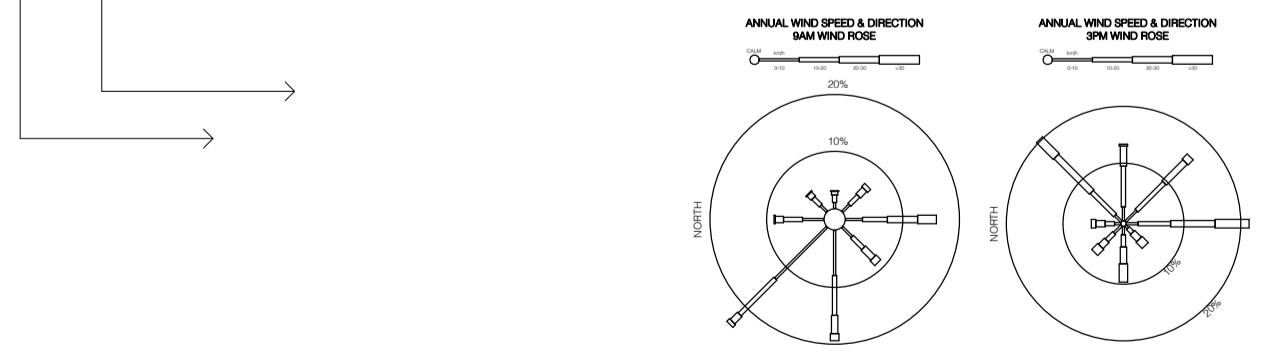 ANNUAL WIND SPEED & DIRECTION
9AM WIND ROSE
CALM
km/h
0-10
10-20
20-30
>30
20%
10%
NORTH
ANNUAL WIND SPEED & DIRECTION
3PM WIND ROSE
CALM
km/h
0-10
10-20
20-30
>30
NORTH
10%
20%